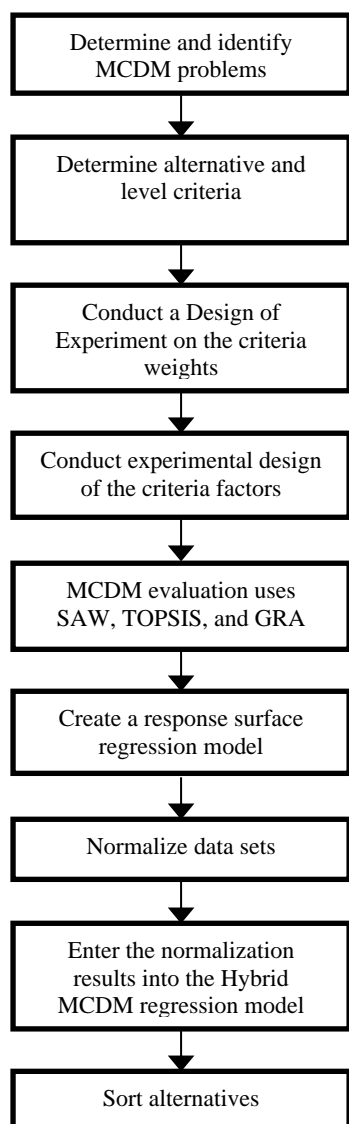 Determine and identify
MCDM problems
Determine alternative and
level criteria
Conduct a Design of
Experiment on the criteria
weights
Conduct experimental design
of the criteria factors
MCDM evaluation uses
SAW, TOPSIS, and GRA
Create a response surface
regression model
Normalize data sets
Enter the normalization
results into the Hybrid
MCDM regression model
Sort alternatives